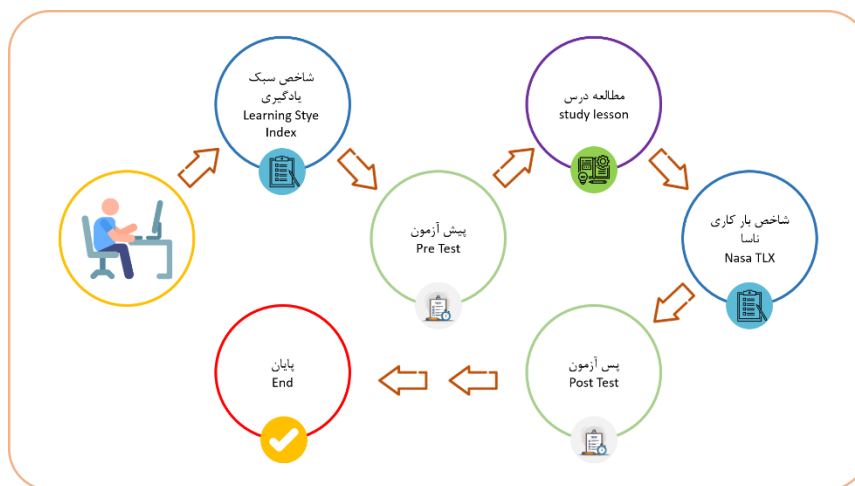 شاخص سبک
یادگیری
Learning Stye
Index
پیش آزمون
Pre Test
مطالعه درس
study lesson
شاخص بار کاری
ناسا
Nasa TLX
پس آزمون
Post Test
پایان
End